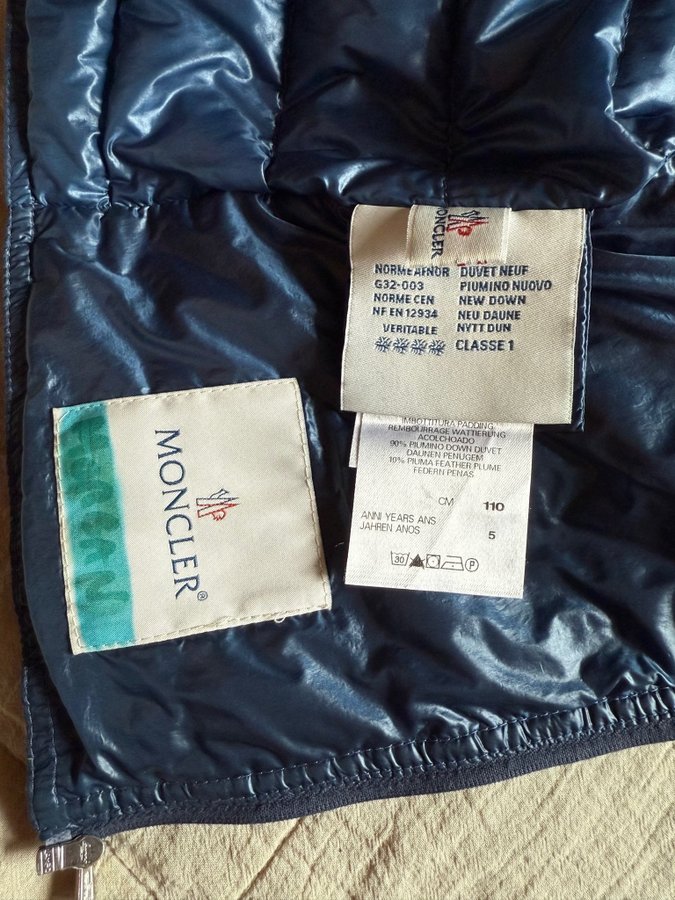 MONCLER
NORME AFNOR DUVET NEUF
G32-003 PIUMINO NUOVO
NORME CEN NEW DOWN
NF EN 12934 NEU DAUNE
VERITABLE NYTT DUN
CLASSE 1
IMBOTTITURA PADDING
REMBOURRAGE WATTIERUNG
ACOLCHOADO
90% PIUMINO DOWN DUVET
DAUNEN PENUGEM
10% PIUMA FEATHER PLUME
FEDERN PENAS
CM 110
ANNI YEARS ANS
JAHREN ANOS 5
30 P
MONCLER®